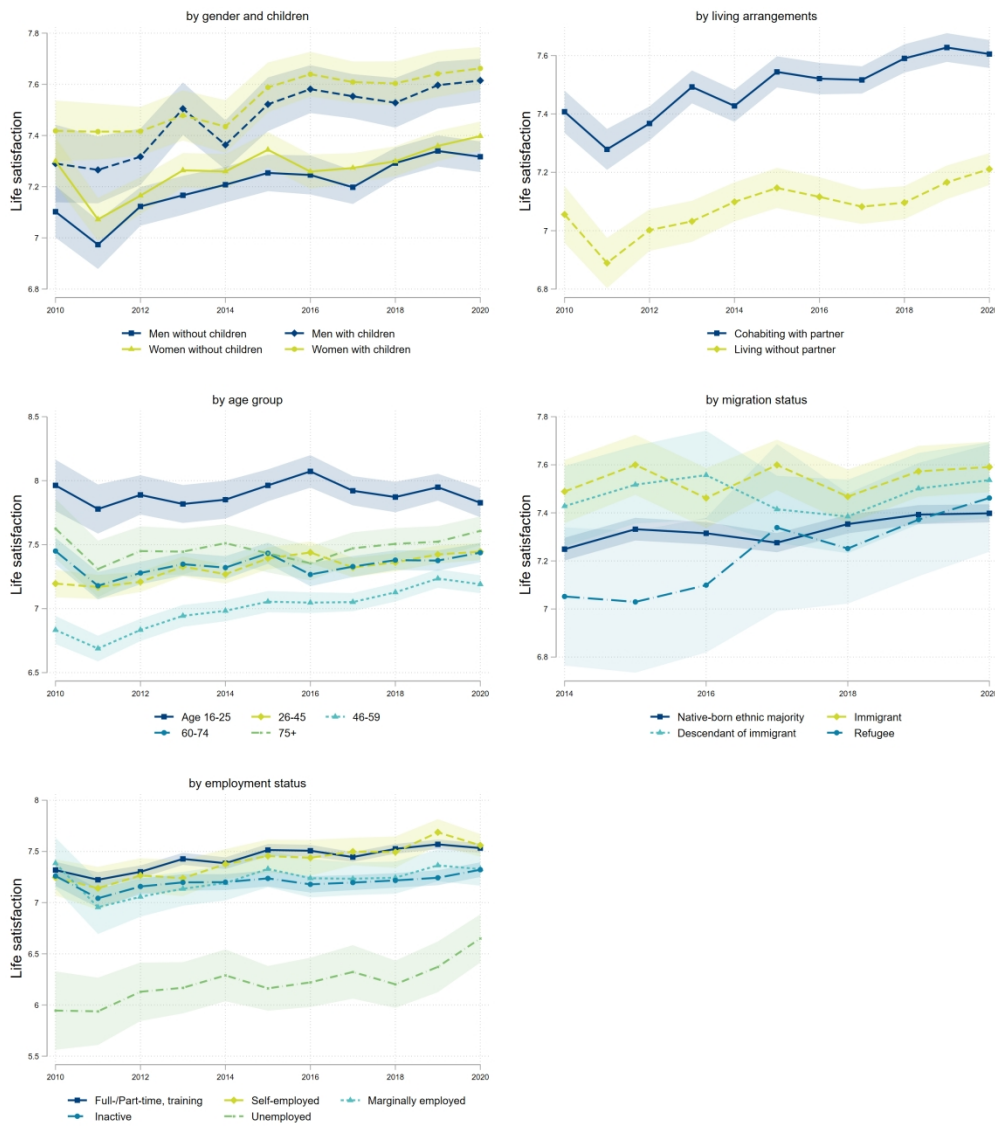 by gender and children
7.8
7.6
7.4
7.2
7
6.8
Life satisfaction
2010 2012 2014 2016 2018 2020
Men without children Men with children
Women without children Women with children
by living arrangements
7.6
7.4
7.2
7
6.8
Life satisfaction
2010 2012 2014 2016 2018 2020
Cohabiting with partner
Living without partner
by age group
8.5
8
7.5
7
6.5
Life satisfaction
2010 2012 2014 2016 2018 2020
Age 16-25 26-45 46-59
60-74 75+
by migration status
7.8
7.6
7.4
7.2
7
6.8
Life satisfaction
2014 2016 2018 2020
Native-born ethnic majority Immigrant
Descendant of immigrant Refugee
by employment status
8
7.5
7
6.5
6
5.5
Life satisfaction
2010 2012 2014 2016 2018 2020
Full-/Part-time, training Self-employed Marginally employed
Inactive Unemployed